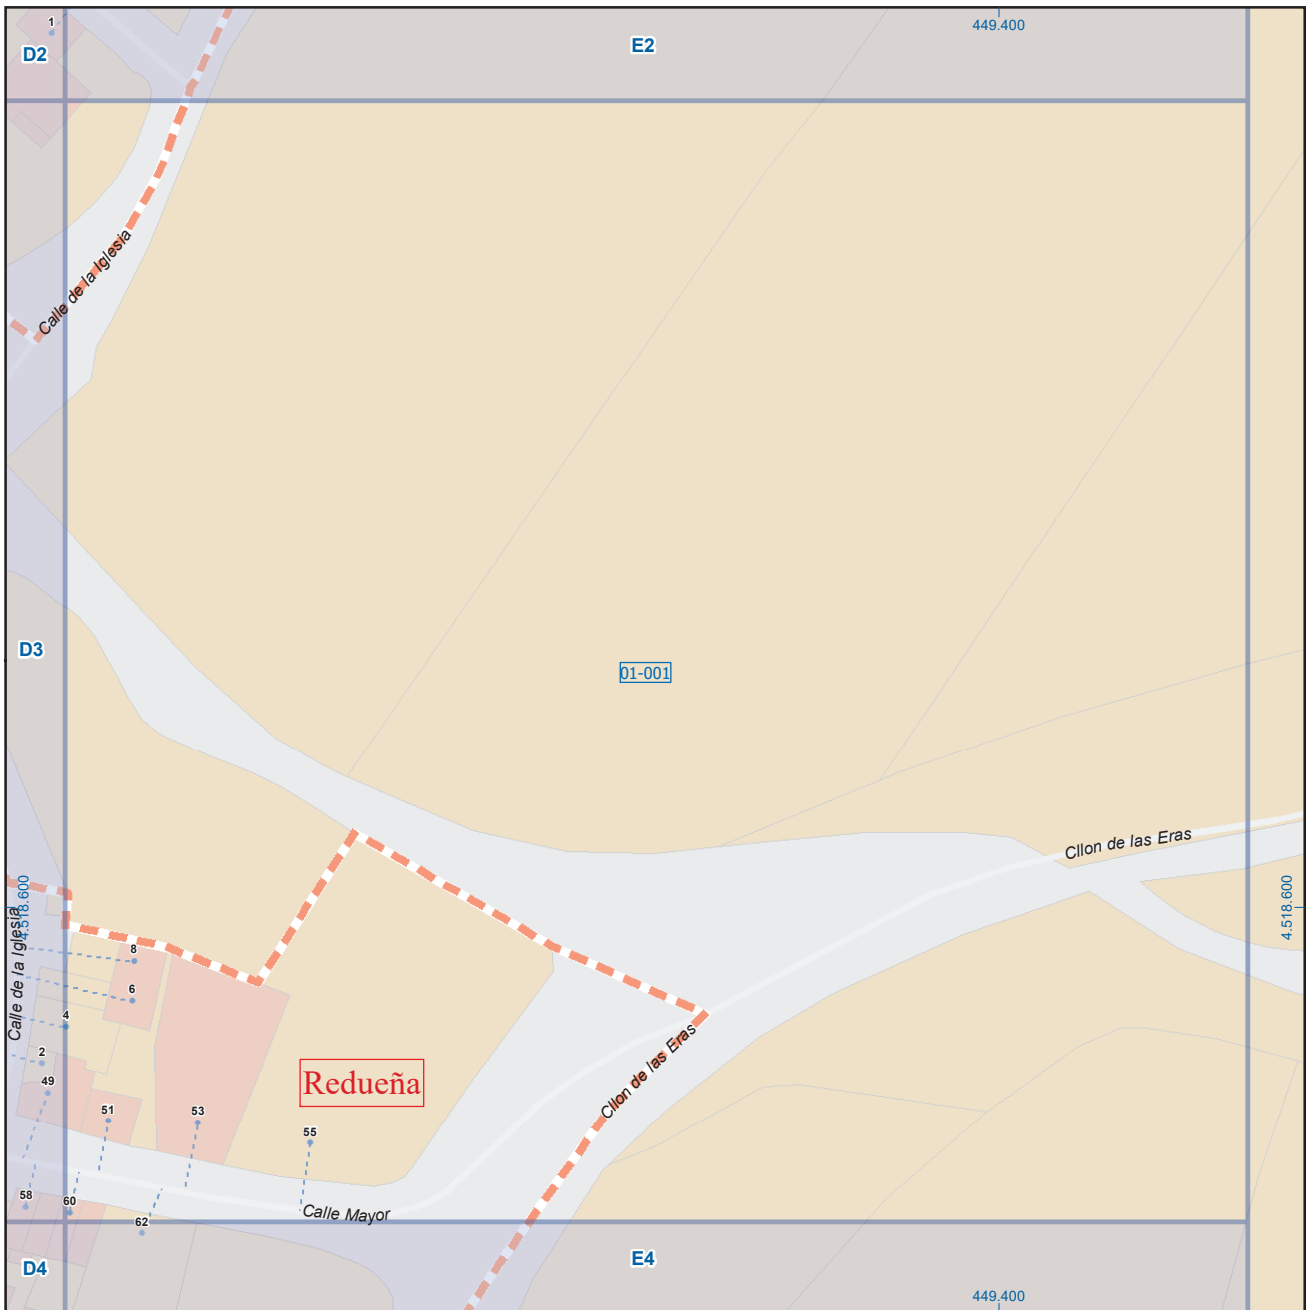 1
D2
E2
449.400
Calle de la Iglesia
D3
01-001
Cllon de las Eras
4.518.600
4.518.600
Calle de la Iglesia
8
6
4
2
49
51
53
55
Redueña
Cllon de las Eras
58
60
62
Calle Mayor
D4
E4
449.400